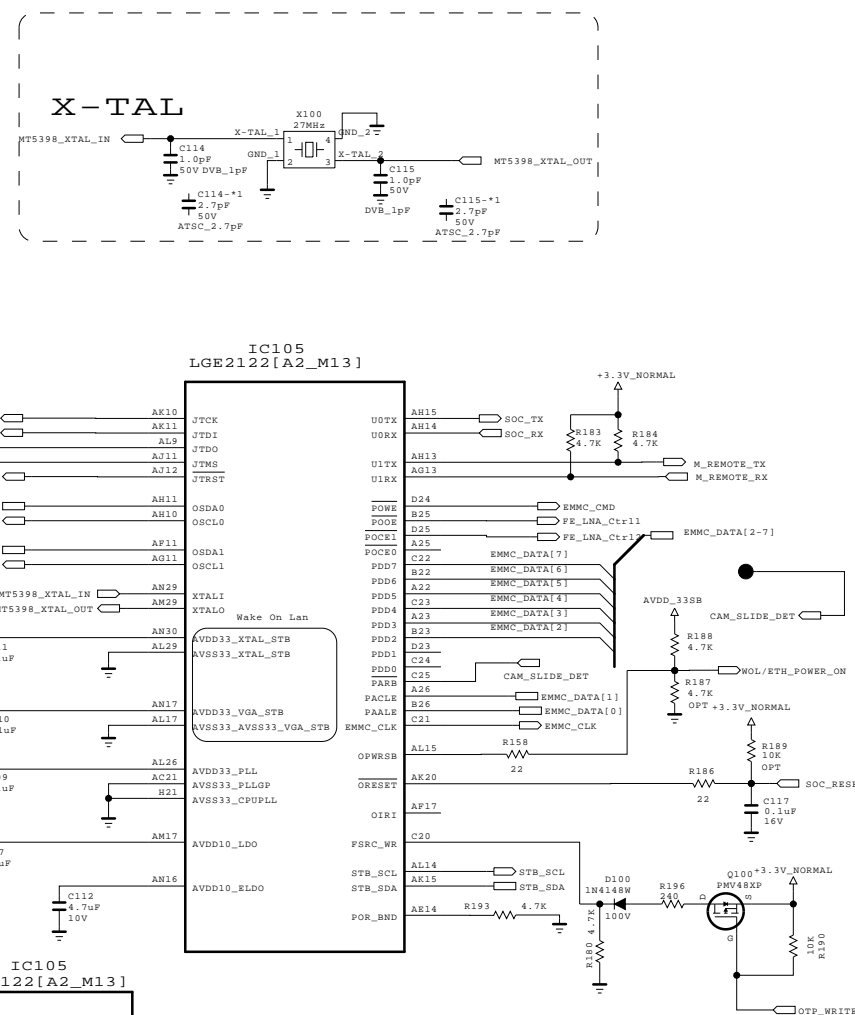 X-TAL
MT5398_XTAL_IN
X-TAL_1
GND_1
X100
27MHz
1
2
4
3
GND_2
X-TAL_2
MT5398_XTAL_OUT
C114
1.0pF
50V DVB_1pF
C114-*1
2.7pF
50V
ATSC_2.7pF
C115
1.0pF
50V
DVB_1pF
C115-*1
2.7pF
50V
ATSC_2.7pF
IC105
LGE2122[A2_M13]
AK10 JTCK
AK11 JTDI
AL9 JTDO
AJ11 JTMS
AJ12 JTRST
AH11 OSDA0
AH10 OSCL0
AF11 OSDA1
AG11 OSCL1
MT5398_XTAL_IN AN29 XTALI
MT5398_XTAL_OUT AM29 XTALO
Wake On Lan
AN30 AVDD33_XTAL_STB
AL29 AVSS33_XTAL_STB
AN17 AVDD33_VGA_STB
AL17 AVSS33_AVSS33_VGA_STB
AL26 AVDD33_PLL
AC21 AVSS33_PLLGP
H21 AVSS33_CPUPLL
AM17 AVDD10_LDO
AN16 AVDD10_ELDO
C112
4.7uF
10V
U0TX AH15 SOC_TX
U0RX AH14 SOC_RX
U1TX AH13 M_REMOTE_TX
U1RX AG13 M_REMOTE_RX
+3.3V_NORMAL
R183
4.7K
R184
4.7K
POWE D24 EMMC_CMD
POOE B25 FE_LNA_Ctrl1
POCE1 D25 FE_LNA_Ctrl2
POCE0 A25
PDD7 C22 EMMC_DATA[7]
PDD6 B22 EMMC_DATA[6]
PDD5 A22 EMMC_DATA[5]
PDD4 C23 EMMC_DATA[4]
PDD3 A23 EMMC_DATA[3]
PDD2 B23 EMMC_DATA[2]
EMMC_DATA[2-7]
PDD1 D23
PDD0 C24
PARB C25 CAM_SLIDE_DET
PACLE A26 EMMC_DATA[1]
PAALE B26 EMMC_DATA[0]
EMMC_CLK C21 EMMC_CLK
CAM_SLIDE_DET
AVDD_33SB
R188
4.7K
WOL/ETH_POWER_ON
R187
4.7K
OPT
OPWRSB AL15
R158
22
+3.3V_NORMAL
R189
10K
OPT
ORESET AK20
R186
22
C117
0.1uF
16V
OIRI AF17
FSRC_WR C20
STB_SCL AL14 STB_SCL
STB_SDA AK15 STB_SDA
POR_BND AE14 R193 4.7K
D100
1N4148W
100V
R180 4.7K
R196
240
Q100
PMV48XP
D
S
G
+3.3V_NORMAL
10K
R190
OTP_WRITE
IC105
122[A2_M13]